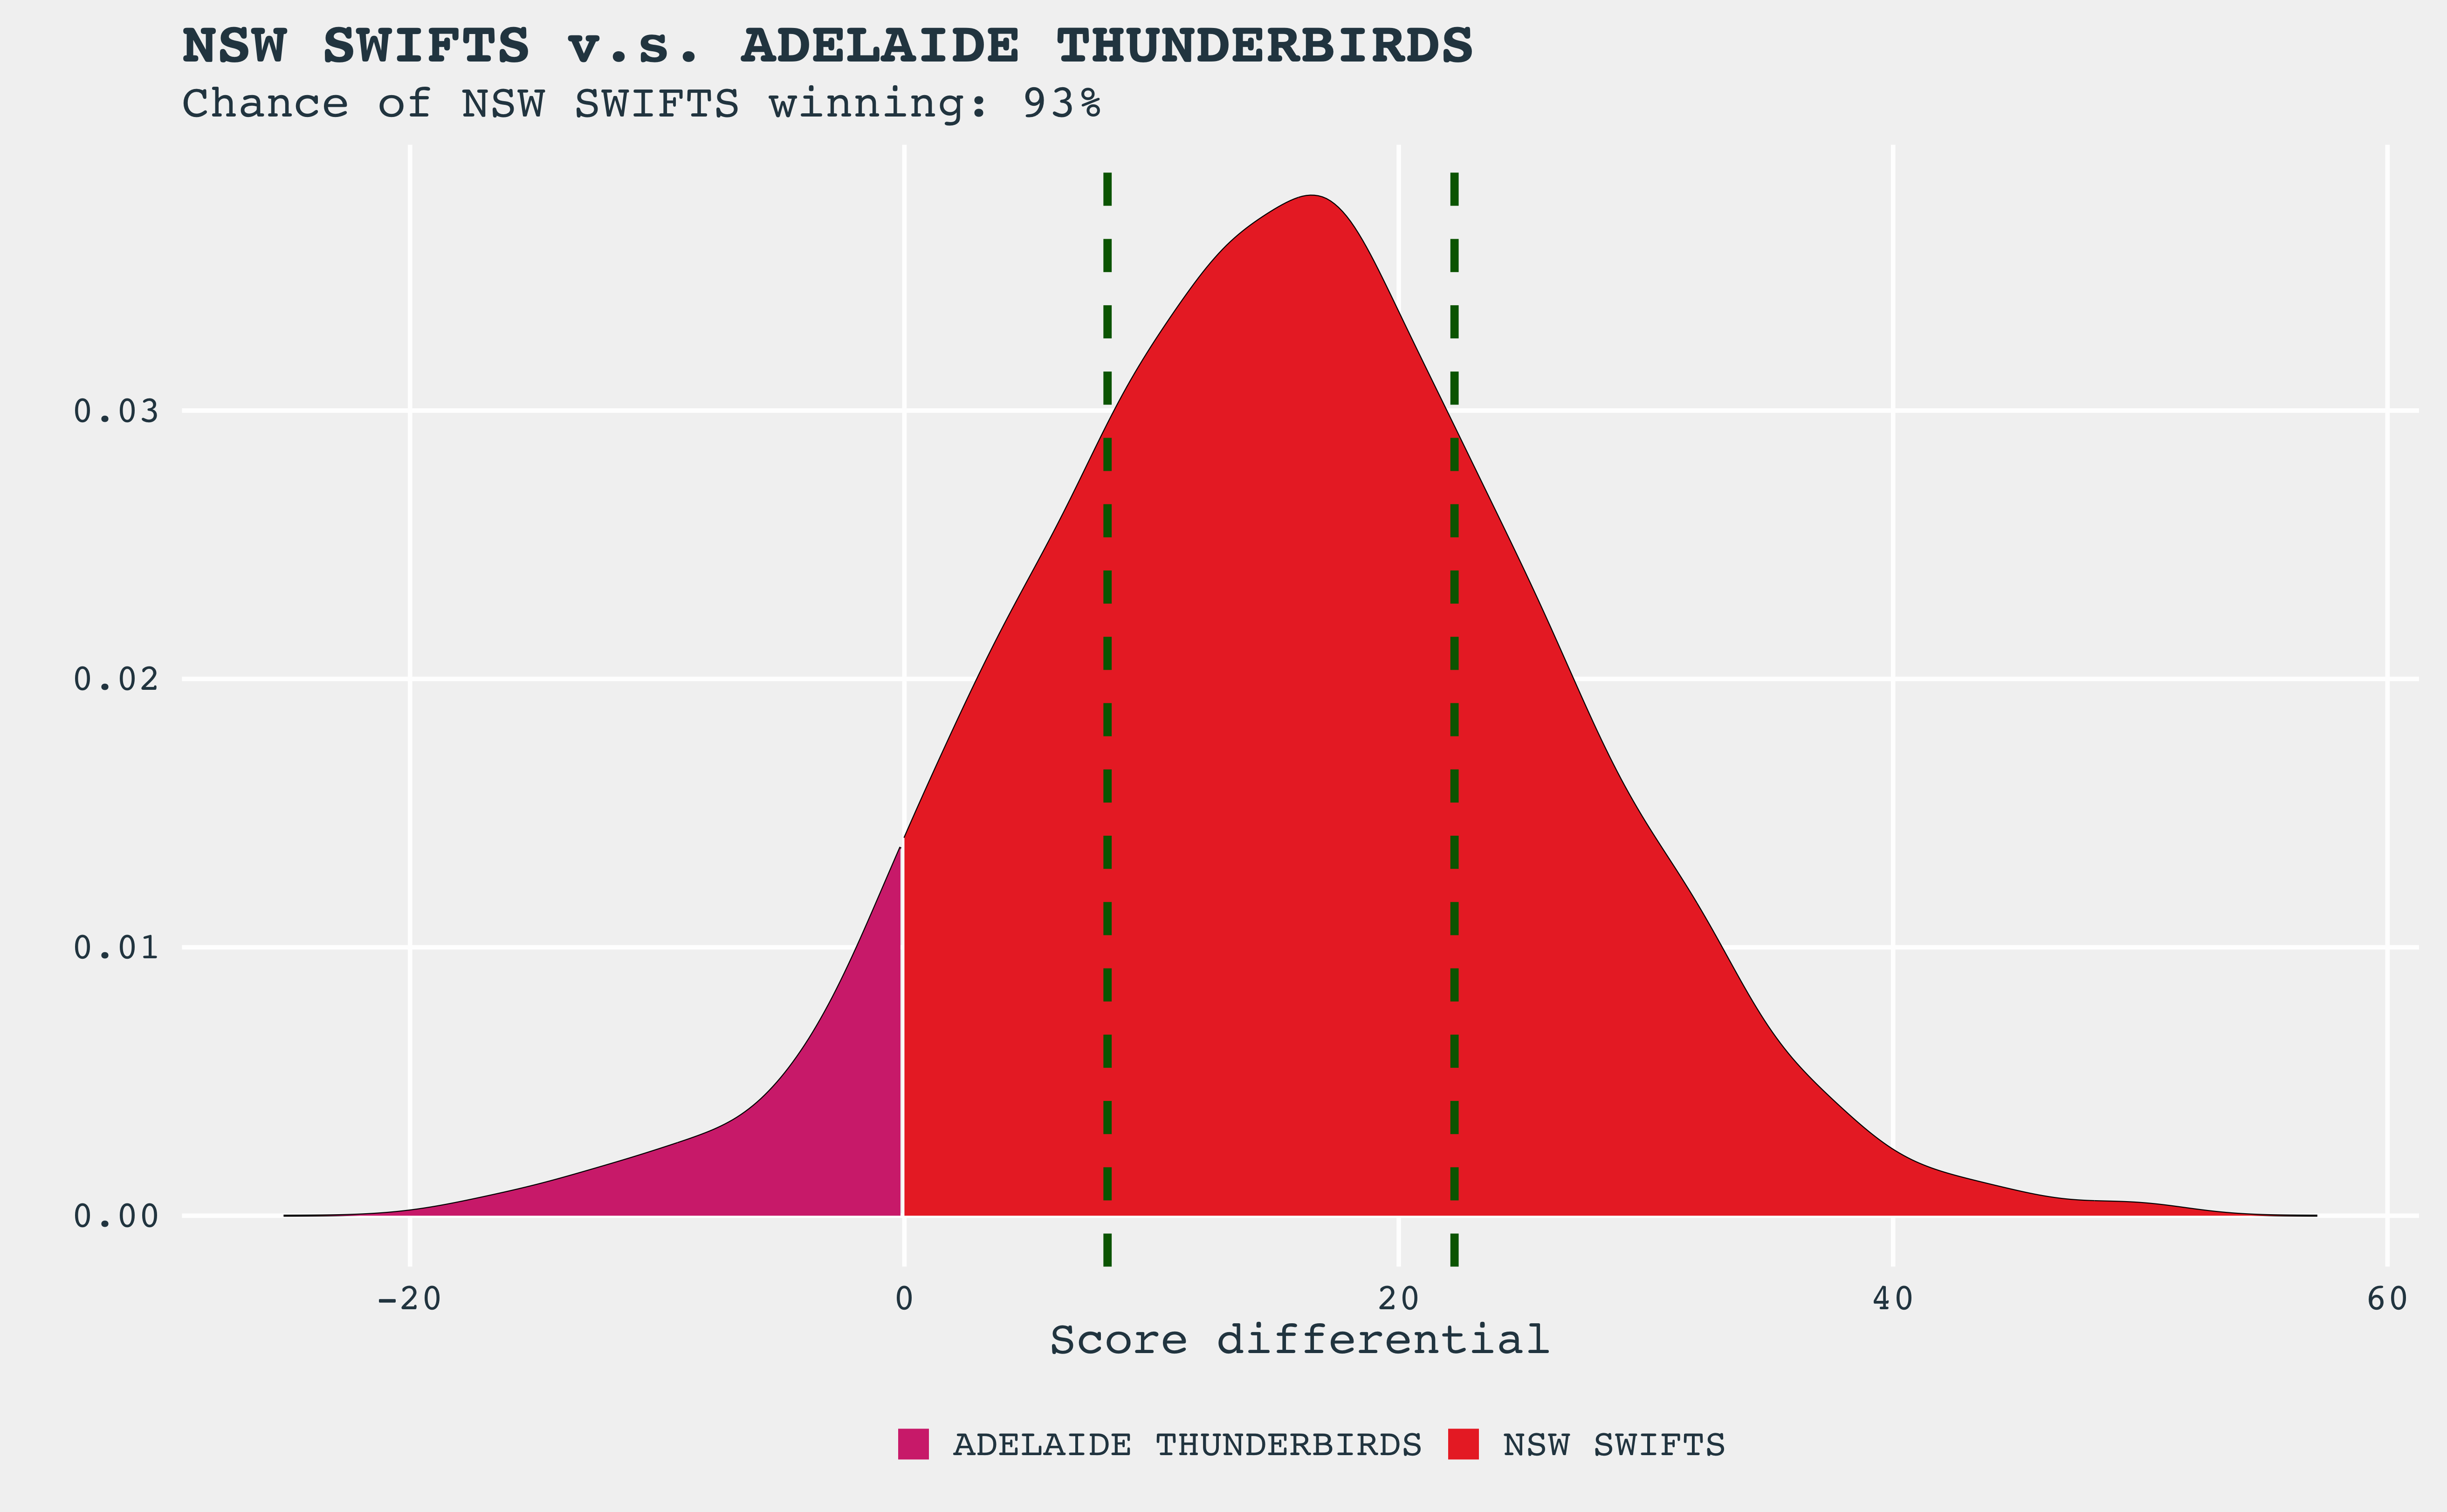 NSW SWIFTS v.s. ADELAIDE THUNDERBIRDS
Chance of NSW SWIFTS winning: 93%
0.03
0.02
0.01
0.00
-20 0 20 40 60
Score differential
ADELAIDE THUNDERBIRDS NSW SWIFTS